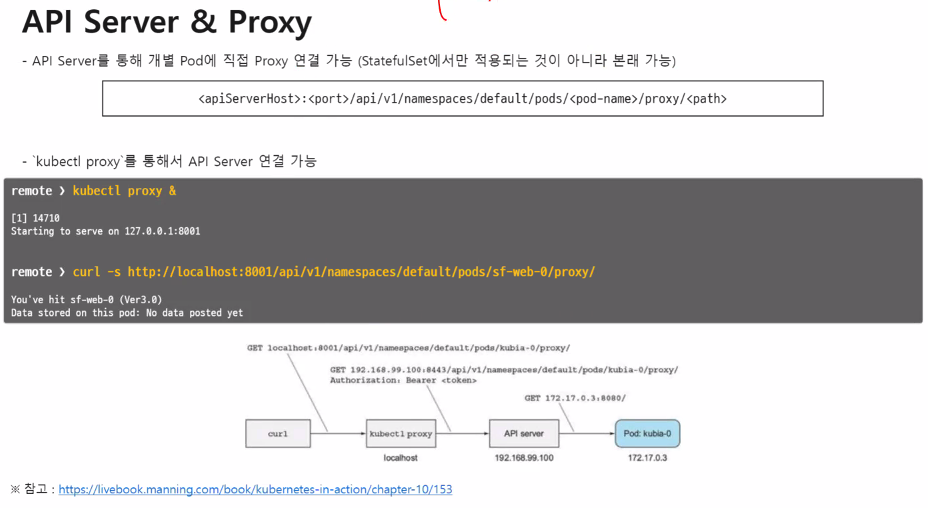 API Server & Proxy
- API Server를 통해 개별 Pod에 직접 Proxy 연결 가능 (StatefulSet에서만 적용되는 것이 아니라 본래 가능)
<apiServerHost>:<port>/api/v1/namespaces/default/pods/<pod-name>/proxy/<path>
- `kubectl proxy`를 통해서 API Server 연결 가능
remote ❯ kubectl proxy &
[1] 14710
Starting to serve on 127.0.0.1:8001
remote ❯ curl -s http://localhost:8001/api/v1/namespaces/default/pods/sf-web-0/proxy/
You've hit sf-web-0 (Ver3.0)
Data stored on this pod: No data posted yet
GET localhost:8001/api/v1/namespaces/default/pods/kubia-0/proxy/
GET 192.168.99.100:8443/api/v1/namespaces/default/pods/kubia-0/proxy/
Authorization: Bearer <token>
GET 172.17.0.3:8080/
curl
kubectl proxy
API server
Pod: kubia-0
localhost
192.168.99.100
172.17.0.3
※ 참고 : https://livebook.manning.com/book/kubernetes-in-action/chapter-10/153